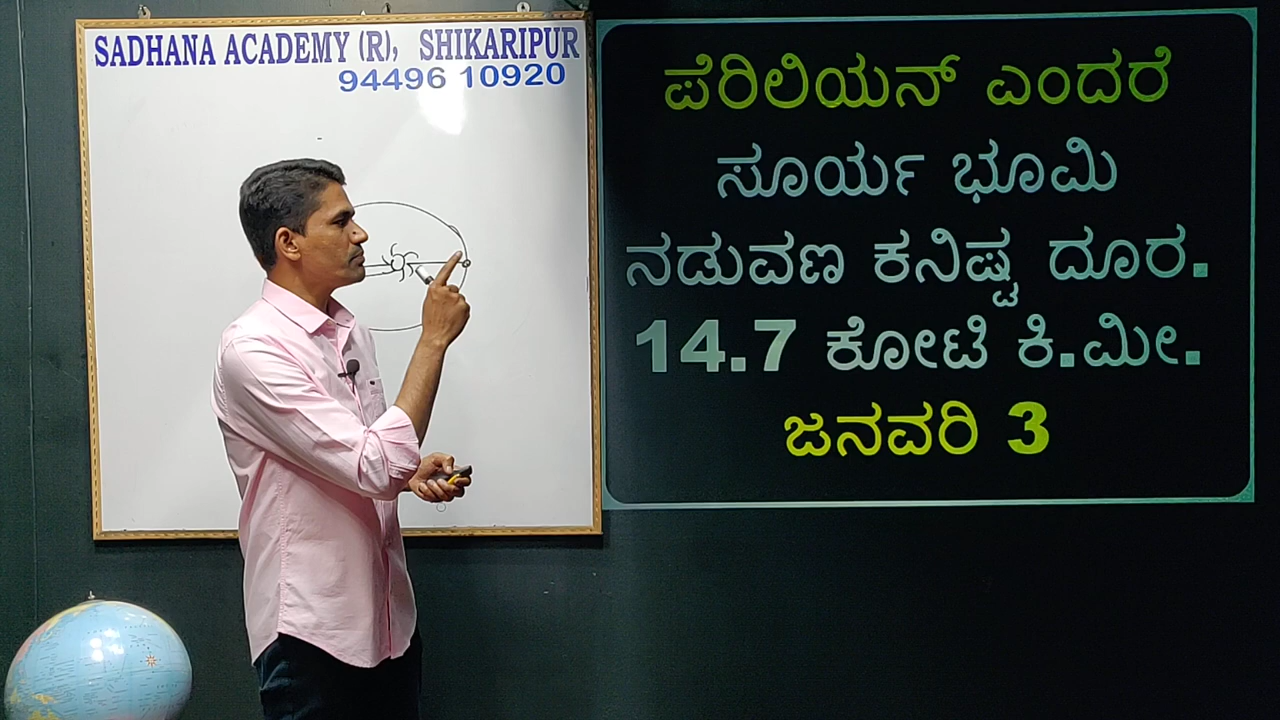 SADHANA ACADEMY (R), SHIKARIPUR
94496 10920
ಪೆರಿಲಿಯನ್ ಎಂದರೆ
ಸೂರ್ಯ ಭೂಮಿ
ನಡುವಣ ಕನಿಷ್ಟ ದೂರ.
14.7 ಕೋಟಿ ಕಿ.ಮೀ.
ಜನವರಿ 3